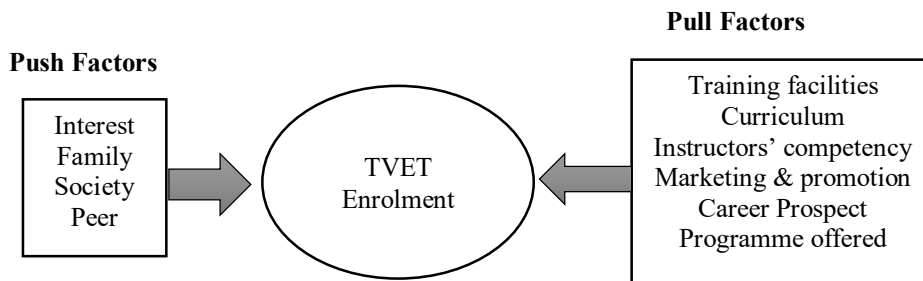 Pull Factors
Push Factors
Interest
Family
Society
Peer
TVET
Enrolment
Training facilities
Curriculum
Instructors’ competency
Marketing & promotion
Career Prospect
Programme offered